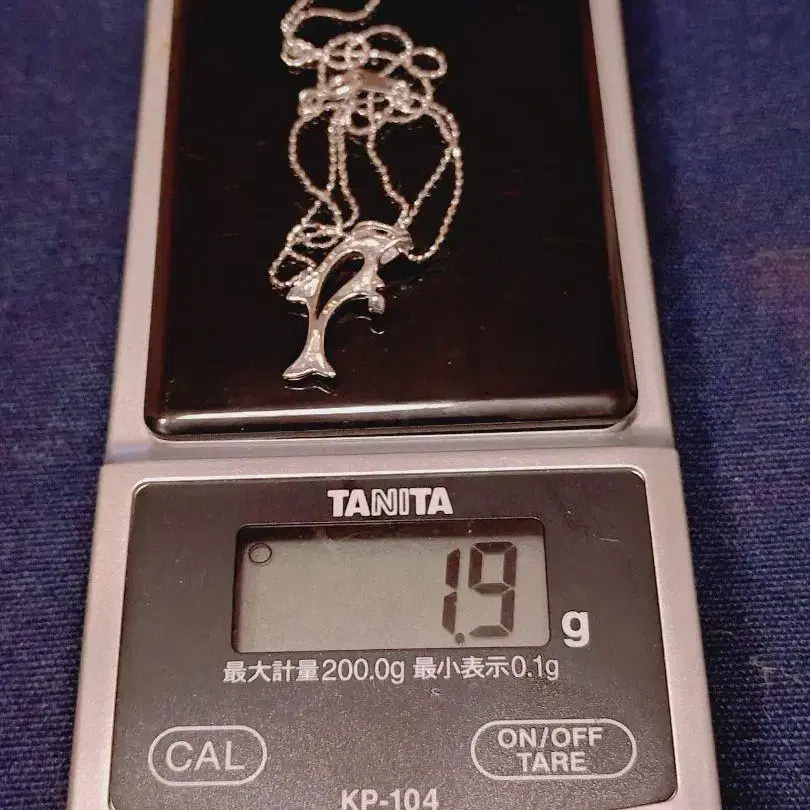 TANITA
1.9 g
最大計量200.0g 最小表示0.1g
CAL
ON/OFF
TARE
KP-104